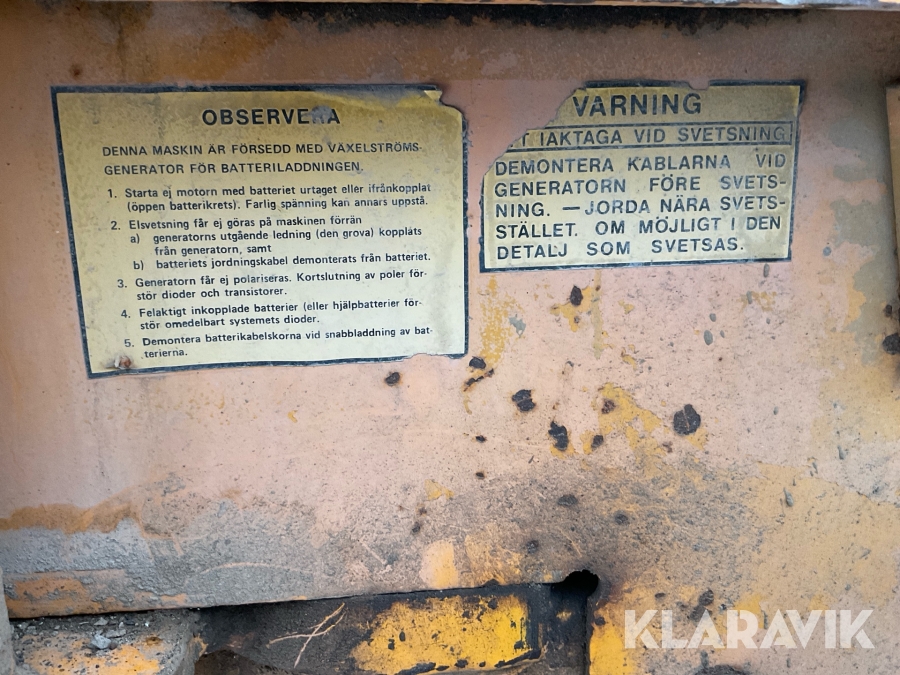 OBSERVERA
DENNA MASKIN ÄR FÖRSEDD MED VÄXELSTRÖMS-
GENERATOR FÖR BATTERILADDNINGEN.
1. Starta ej motorn med batteriet urtaget eller ifrånkopplat
(öppen batterikrets). Farlig spänning kan annars uppstå.
2. Elsvetsning får ej göras på maskinen förrän
a) generatorns utgående ledning (den grova) kopplats
från generatorn, samt
b) batteriets jordningskabel demonterats från batteriet.
3. Generatorn får ej polariseras. Kortslutning av poler för-
stör dioder och transistorer.
4. Felaktigt inkopplade batterier (eller hjälpbatterier för-
stör omedelbart systemets dioder.
5. Demontera batterikabelskorna vid snabbladdning av bat-
terierna.
VARNING
T IAKTAGA VID SVETSNING
DEMONTERA KABLARNA VID
GENERATORN FÖRE SVETS-
NING. — JORDA NÄRA SVETS-
STÄLLET. OM MÖJLIGT I DEN
DETALJ SOM SVETSAS.
KLARAVIK